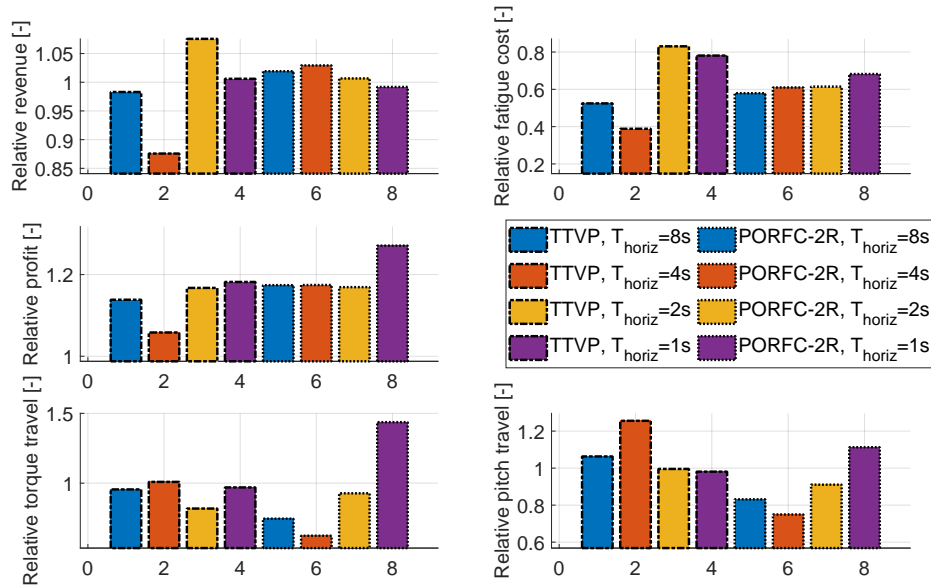 Relative revenue [-]
1.05
1
0.95
0.9
0.85
0 2 4 6 8
Relative fatigue cost [-]
0.8
0.6
0.4
0.2
0 2 4 6 8
Relative profit [-]
1.2
1
0 2 4 6 8
TTVP, T_horiz=8s PORFC-2R, T_horiz=8s
TTVP, T_horiz=4s PORFC-2R, T_horiz=4s
TTVP, T_horiz=2s PORFC-2R, T_horiz=2s
TTVP, T_horiz=1s PORFC-2R, T_horiz=1s
Relative torque travel [-]
1.5
1
0 2 4 6 8
Relative pitch travel [-]
1.2
1
0.8
0.6
0 2 4 6 8